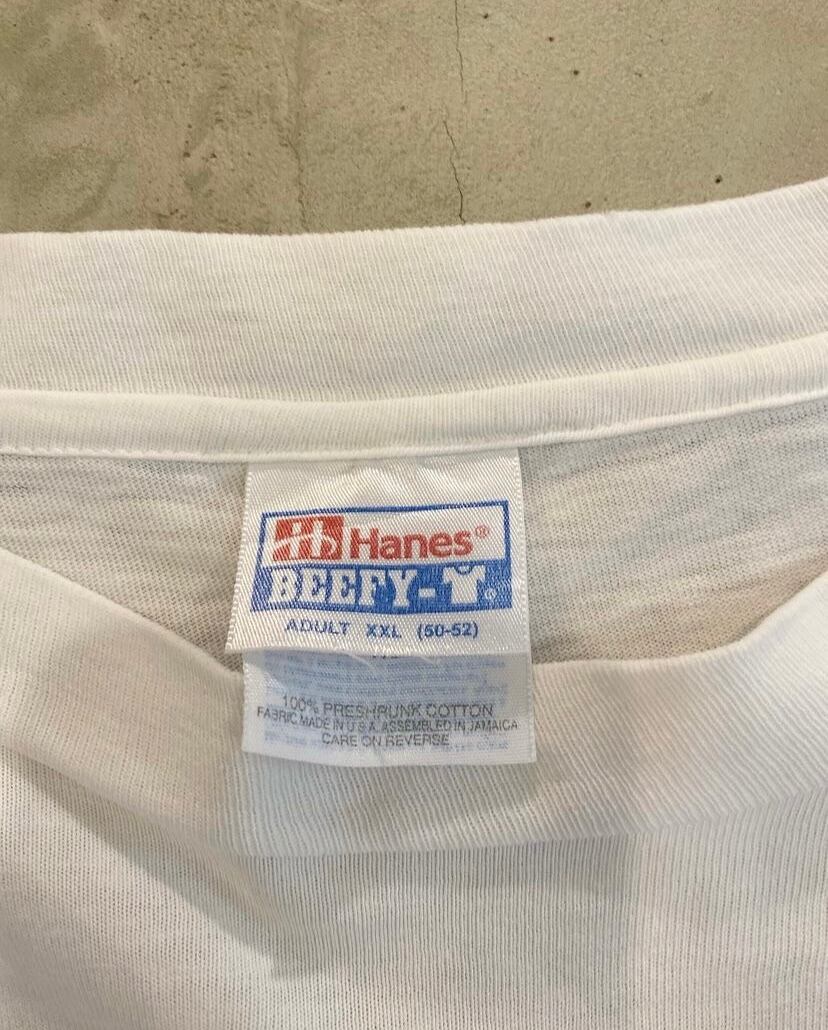 Hanes®
BEEFY-T.
ADULT XXL (50-52)
100% PRESHRUNK COTTON
FABRIC MADE IN U.S.A. ASSEMBLED IN JAMAICA
CARE ON REVERSE